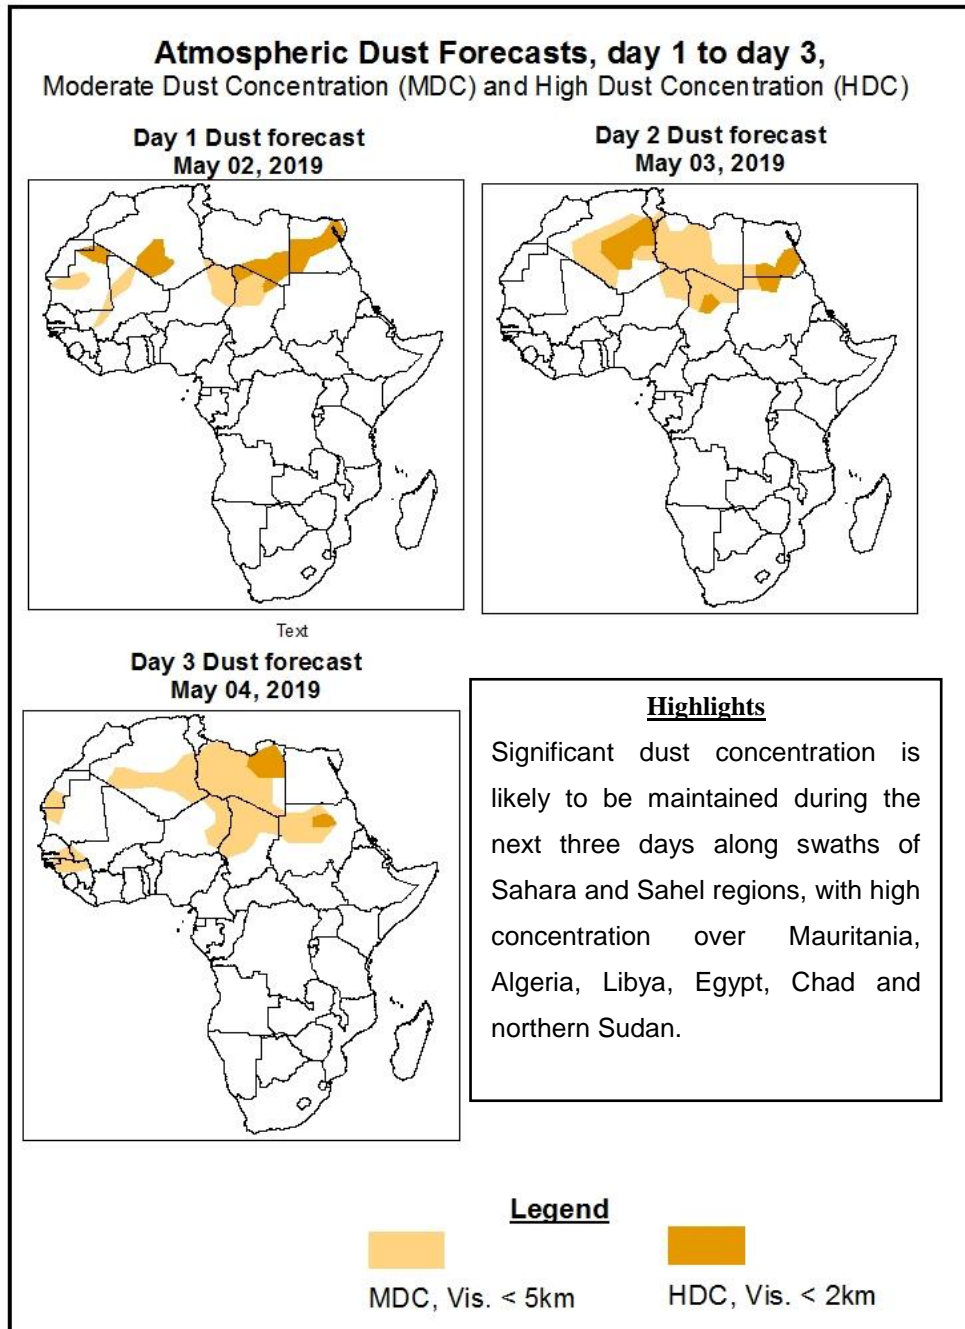 Atmospheric Dust Forecasts, day 1 to day 3,
Moderate Dust Concentration (MDC) and High Dust Concentration (HDC)
Day 1 Dust forecast
May 02, 2019
Day 2 Dust forecast
May 03, 2019
Text
Day 3 Dust forecast
May 04, 2019
Highlights
Significant dust concentration is
likely to be maintained during the
next three days along swaths of
Sahara and Sahel regions, with high
concentration over Mauritania,
Algeria, Libya, Egypt, Chad and
northern Sudan.
Legend
MDC, Vis. < 5km
HDC, Vis. < 2km